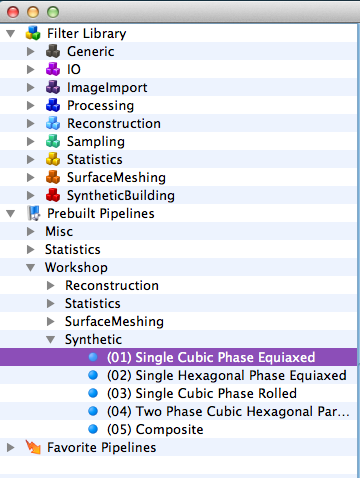 Filter Library
Generic
IO
ImageImport
Processing
Reconstruction
Sampling
Statistics
SurfaceMeshing
SyntheticBuilding
Prebuilt Pipelines
Misc
Statistics
Workshop
Reconstruction
Statistics
SurfaceMeshing
Synthetic
(01) Single Cubic Phase Equiaxed
(02) Single Hexagonal Phase Equiaxed
(03) Single Cubic Phase Rolled
(04) Two Phase Cubic Hexagonal Par...
(05) Composite
Favorite Pipelines